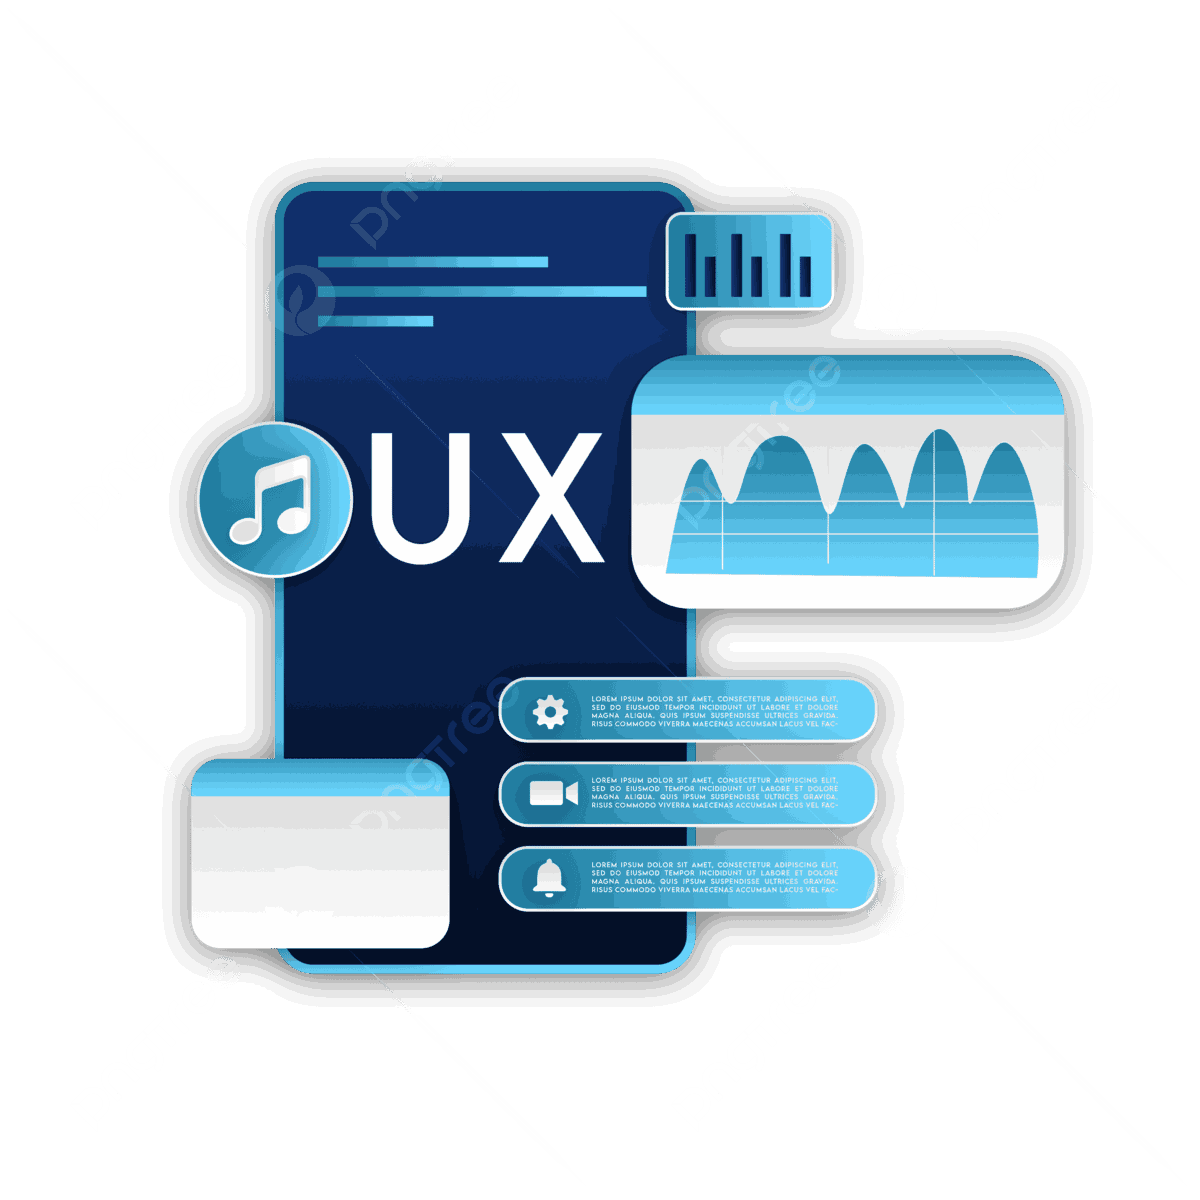 pngtree
UX
pngtree
LOREM IPSUM DOLOR SIT AMET, CONSECTETUR ADIPISCING ELIT,
SED DO EIUSMOD TEMPOR INCIDIDUNT UT LABORE ET DOLORE
MAGNA ALIQUA. QUIS IPSUM SUSPENDISSE ULTRICES GRAVIDA.
RISUS COMMODO VIVERRA MAECENAS ACCUMSAN LACUS VEL FAC-
LOREM IPSUM DOLOR SIT AMET, CONSECTETUR ADIPISCING ELIT,
SED DO EIUSMOD TEMPOR INCIDIDUNT UT LABORE ET DOLORE
MAGNA ALIQUA. QUIS IPSUM SUSPENDISSE ULTRICES GRAVIDA.
RISUS COMMODO VIVERRA MAECENAS ACCUMSAN LACUS VEL FAC-
pngtree
LOREM IPSUM DOLOR SIT AMET, CONSECTETUR ADIPISCING ELIT,
SED DO EIUSMOD TEMPOR INCIDIDUNT UT LABORE ET DOLORE
MAGNA ALIQUA. QUIS IPSUM SUSPENDISSE ULTRICES GRAVIDA.
RISUS COMMODO VIVERRA MAECENAS ACCUMSAN LACUS VEL FAC-